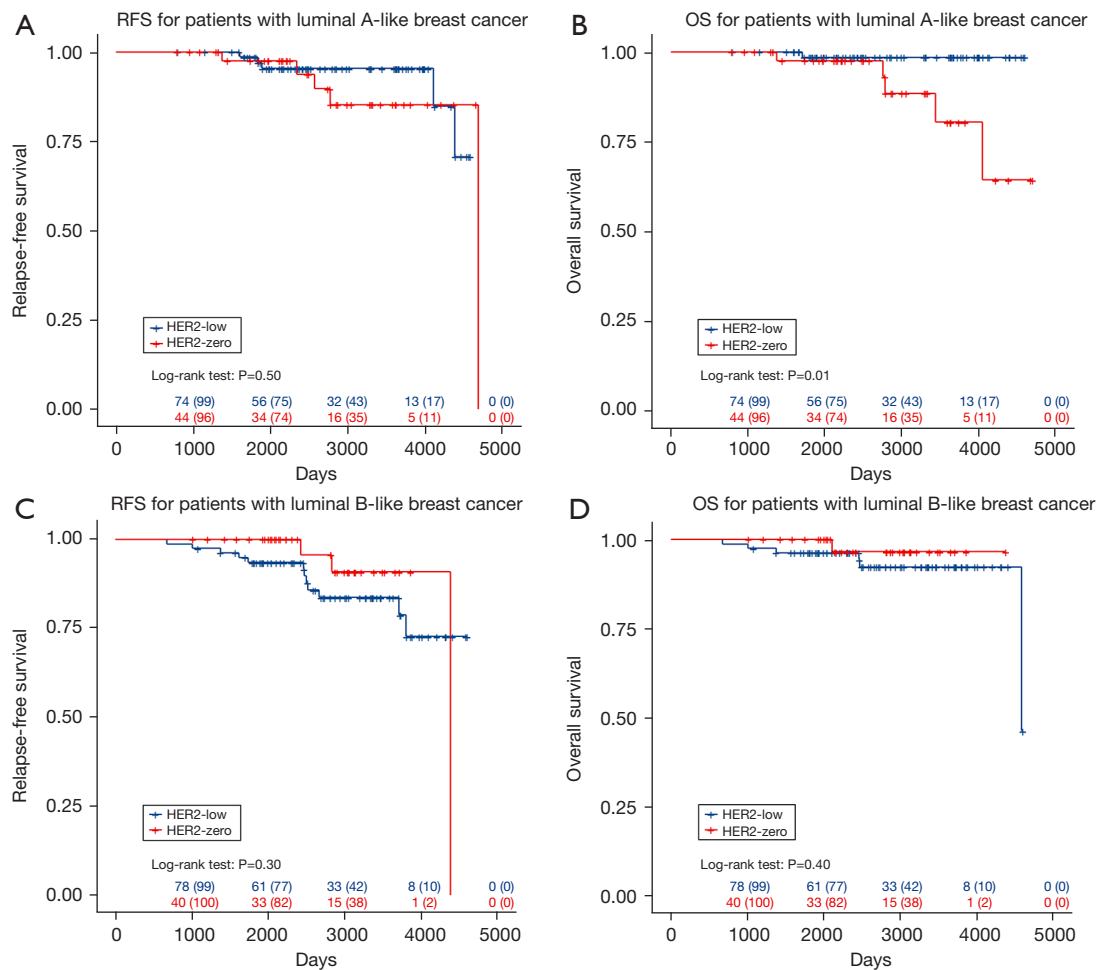 A
RFS for patients with luminal A-like breast cancer
1.00
0.75
0.50
0.25
0.00
Relapse-free survival
HER2-low
HER2-zero
Log-rank test: P=0.50
74 (99) 56 (75) 32 (43) 13 (17) 0 (0)
44 (96) 34 (74) 16 (35) 5 (11) 0 (0)
0 1000 2000 3000 4000 5000
Days
B
OS for patients with luminal A-like breast cancer
1.00
0.75
0.50
0.25
0.00
Overall survival
HER2-low
HER2-zero
Log-rank test: P=0.01
74 (99) 56 (75) 32 (43) 13 (17) 0 (0)
44 (96) 34 (74) 16 (35) 5 (11) 0 (0)
0 1000 2000 3000 4000 5000
Days
C
RFS for patients with luminal B-like breast cancer
1.00
0.75
0.50
0.25
0.00
Relapse-free survival
HER2-low
HER2-zero
Log-rank test: P=0.30
78 (99) 61 (77) 33 (42) 8 (10) 0 (0)
40 (100) 33 (82) 15 (38) 1 (2) 0 (0)
0 1000 2000 3000 4000 5000
Days
D
OS for patients with luminal B-like breast cancer
1.00
0.75
0.50
0.25
0.00
Overall survival
HER2-low
HER2-zero
Log-rank test: P=0.40
78 (99) 61 (77) 33 (42) 8 (10) 0 (0)
40 (100) 33 (82) 15 (38) 1 (2) 0 (0)
0 1000 2000 3000 4000 5000
Days